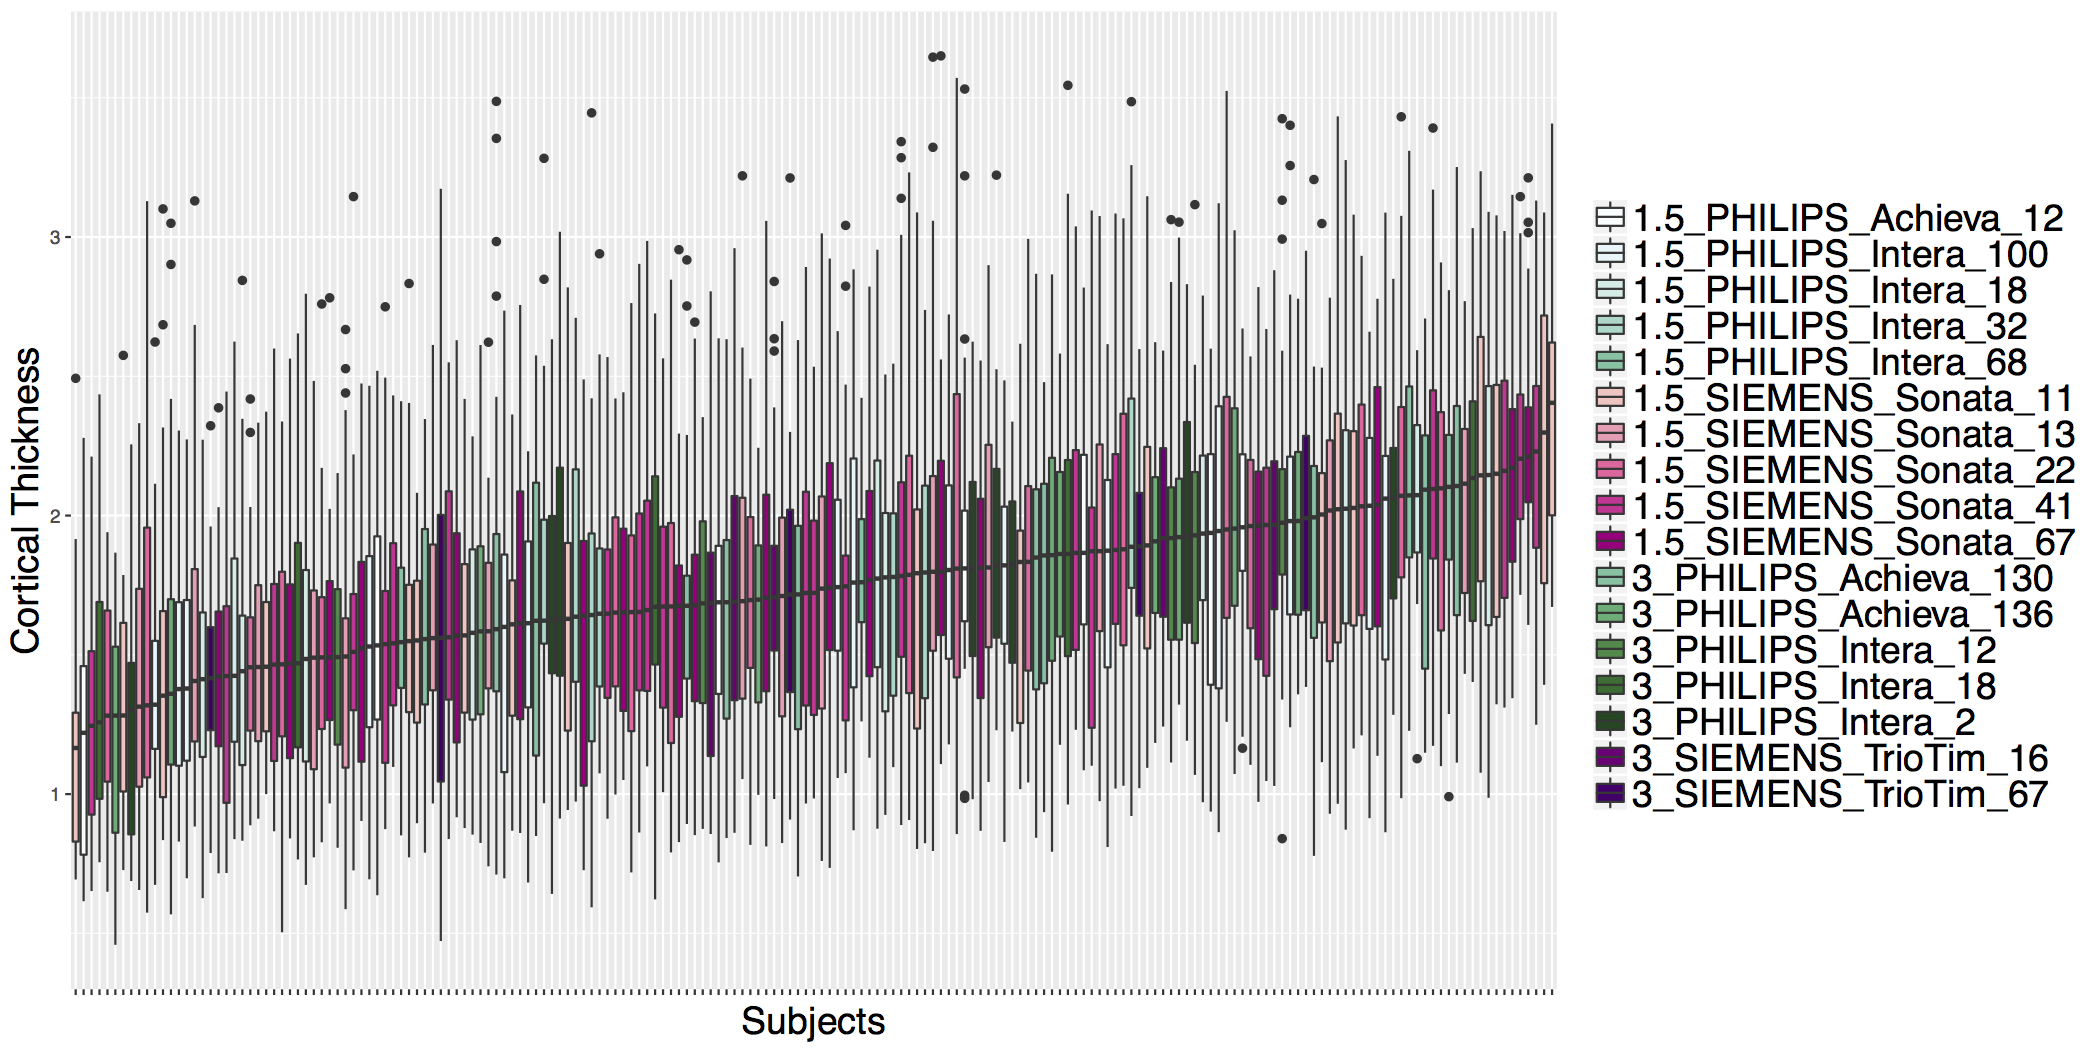 Cortical Thickness
3
2
1
Subjects
1.5_PHILIPS_Achieva_12
1.5_PHILIPS_Intera_100
1.5_PHILIPS_Intera_18
1.5_PHILIPS_Intera_32
1.5_PHILIPS_Intera_68
1.5_SIEMENS_Sonata_11
1.5_SIEMENS_Sonata_13
1.5_SIEMENS_Sonata_22
1.5_SIEMENS_Sonata_41
1.5_SIEMENS_Sonata_67
3_PHILIPS_Achieva_130
3_PHILIPS_Achieva_136
3_PHILIPS_Intera_12
3_PHILIPS_Intera_18
3_PHILIPS_Intera_2
3_SIEMENS_TrioTim_16
3_SIEMENS_TrioTim_67